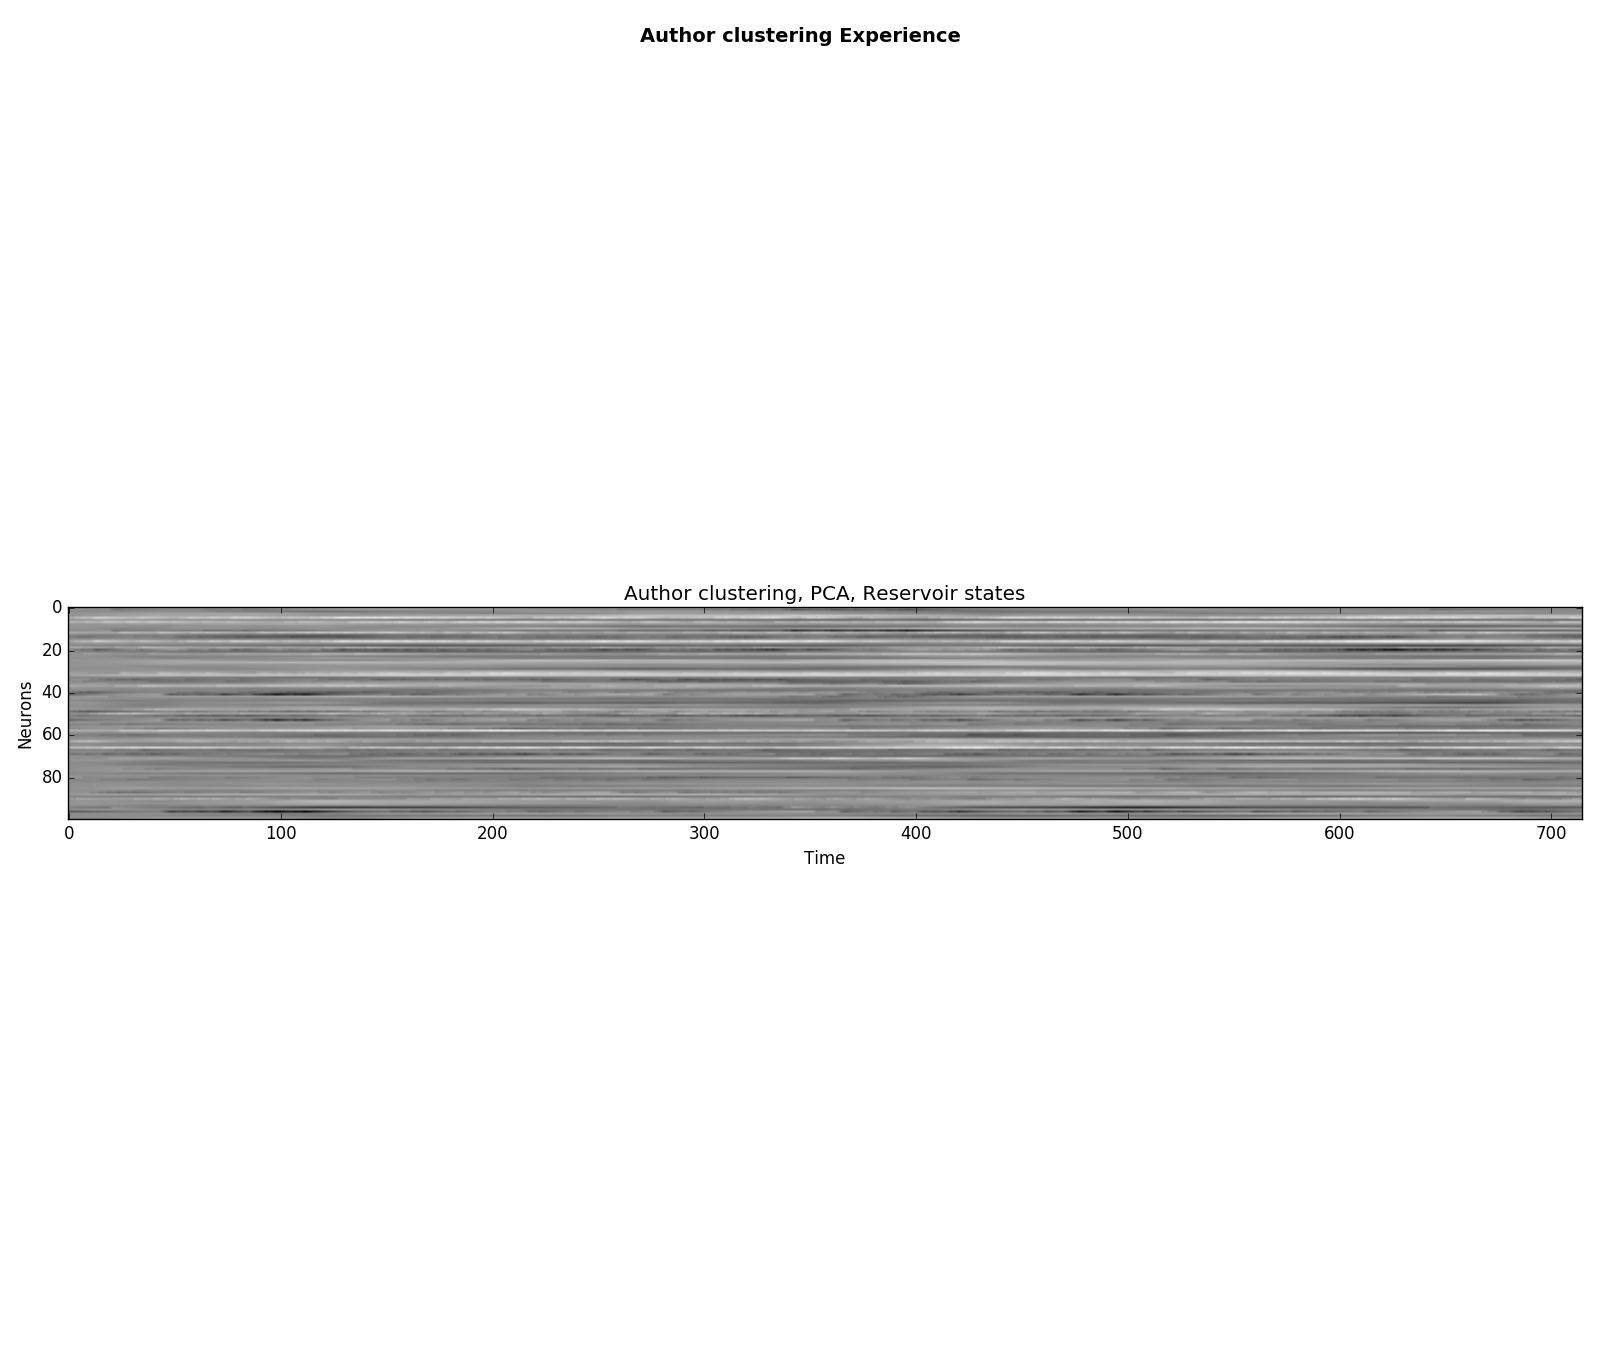 Author clustering Experience
Author clustering, PCA, Reservoir states
0
20
40
60
80
Neurons
0 100 200 300 400 500 600 700
Time